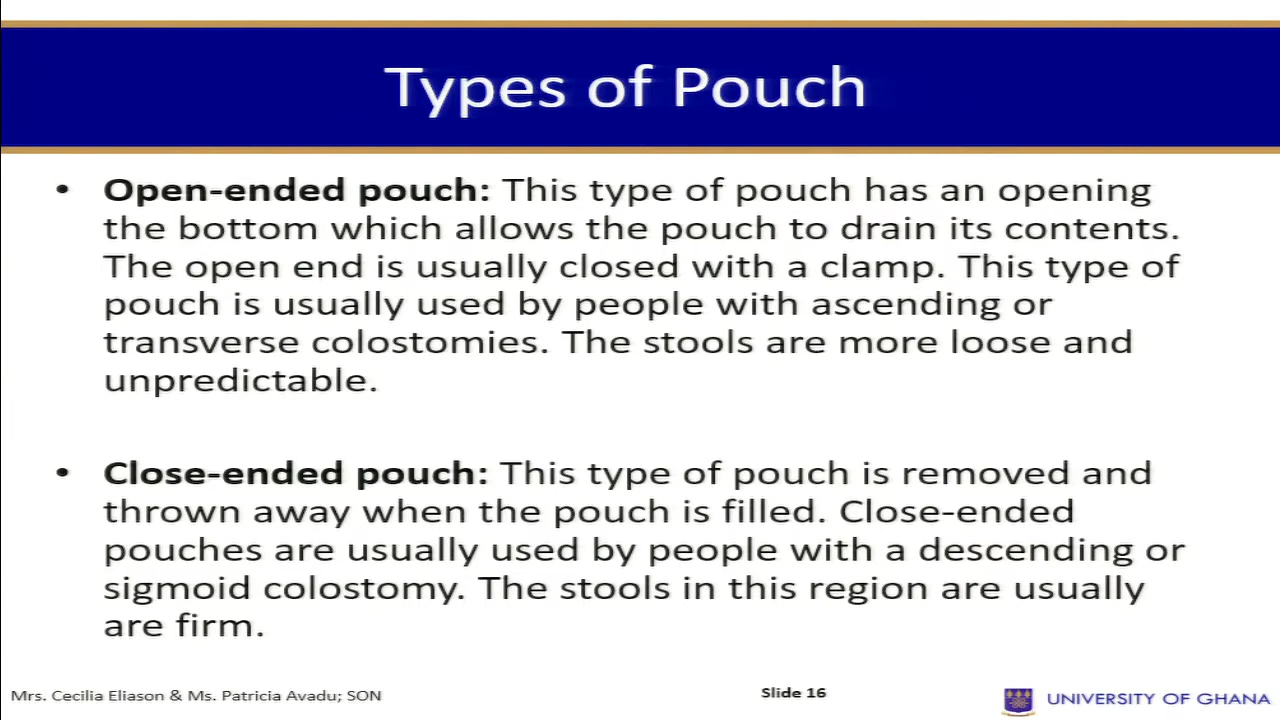 Types of Pouch
• Open-ended pouch: This type of pouch has an opening
the bottom which allows the pouch to drain its contents.
The open end is usually closed with a clamp. This type of
pouch is usually used by people with ascending or
transverse colostomies. The stools are more loose and
unpredictable.
• Close-ended pouch: This type of pouch is removed and
thrown away when the pouch is filled. Close-ended
pouches are usually used by people with a descending or
sigmoid colostomy. The stools in this region are usually
are firm.
Mrs. Cecilia Eliason & Ms. Patricia Avadu; SON
Slide 16
UNIVERSITY OF GHANA